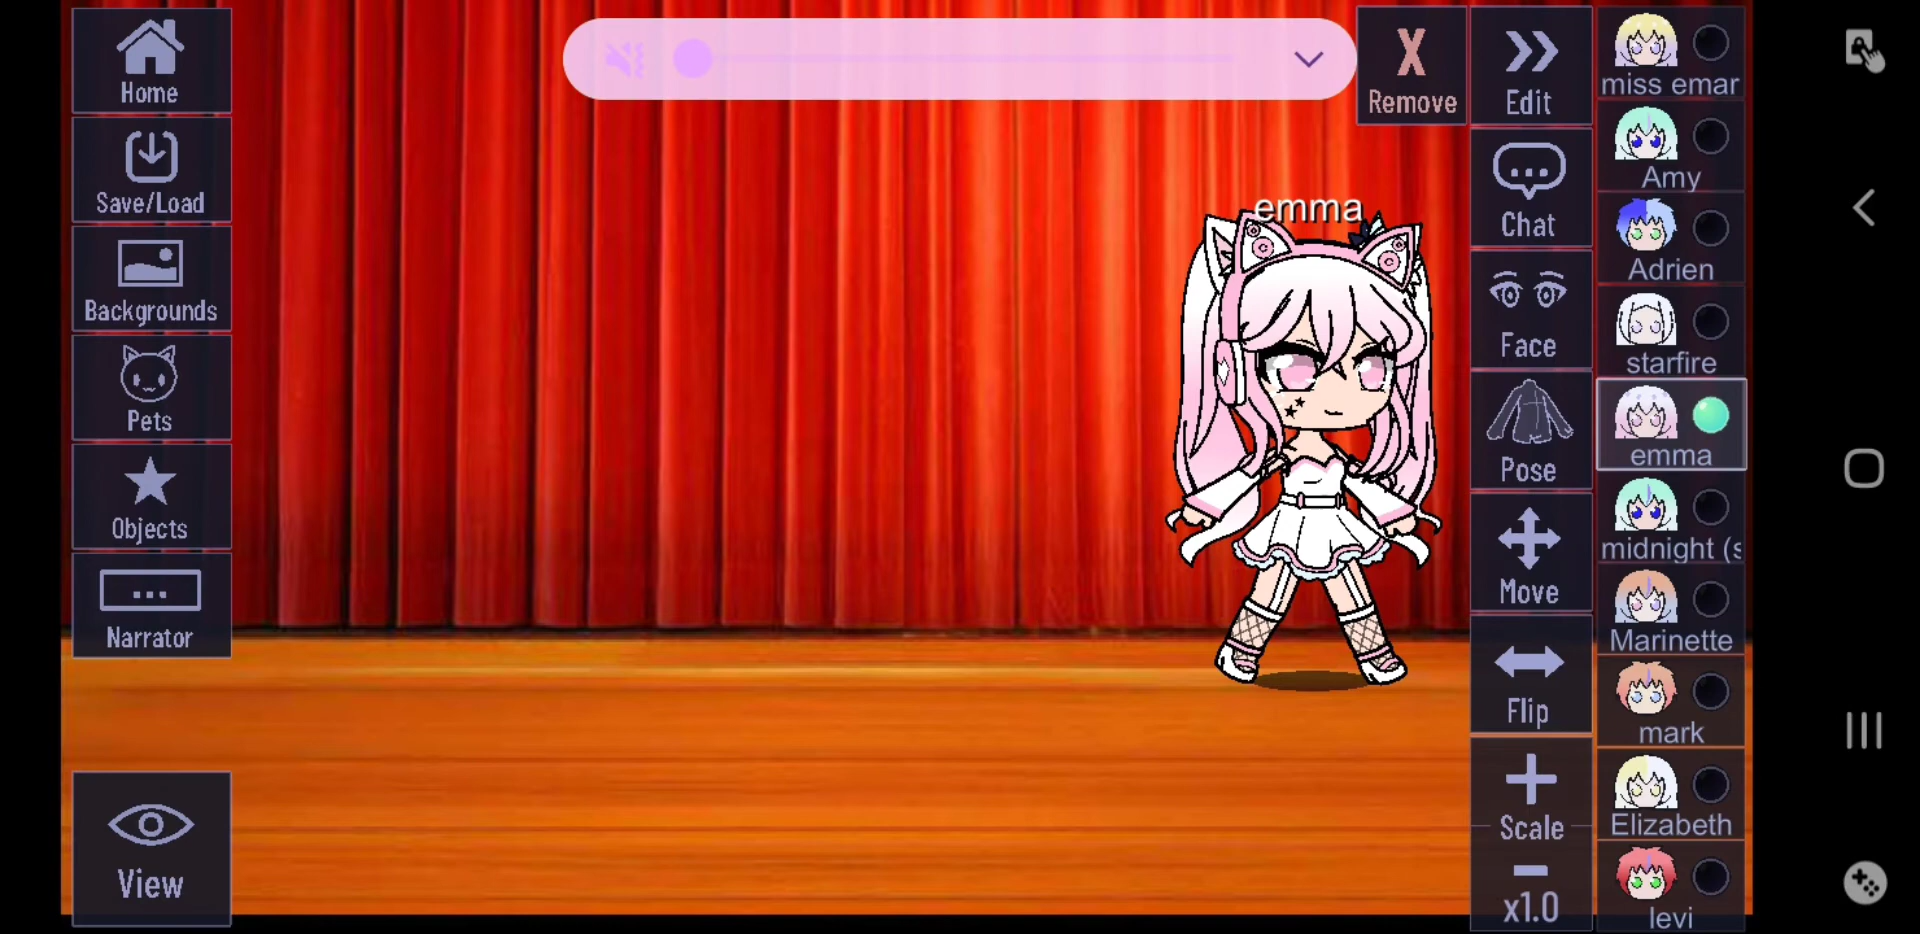 Home
Save/Load
Backgrounds
Pets
Objects
Narrator
View
emma
X
Remove
Edit
Chat
Face
Pose
Move
Flip
Scale
x1.0
miss emar
Amy
Adrien
starfire
emma
midnight (s
Marinette
mark
Elizabeth
levi